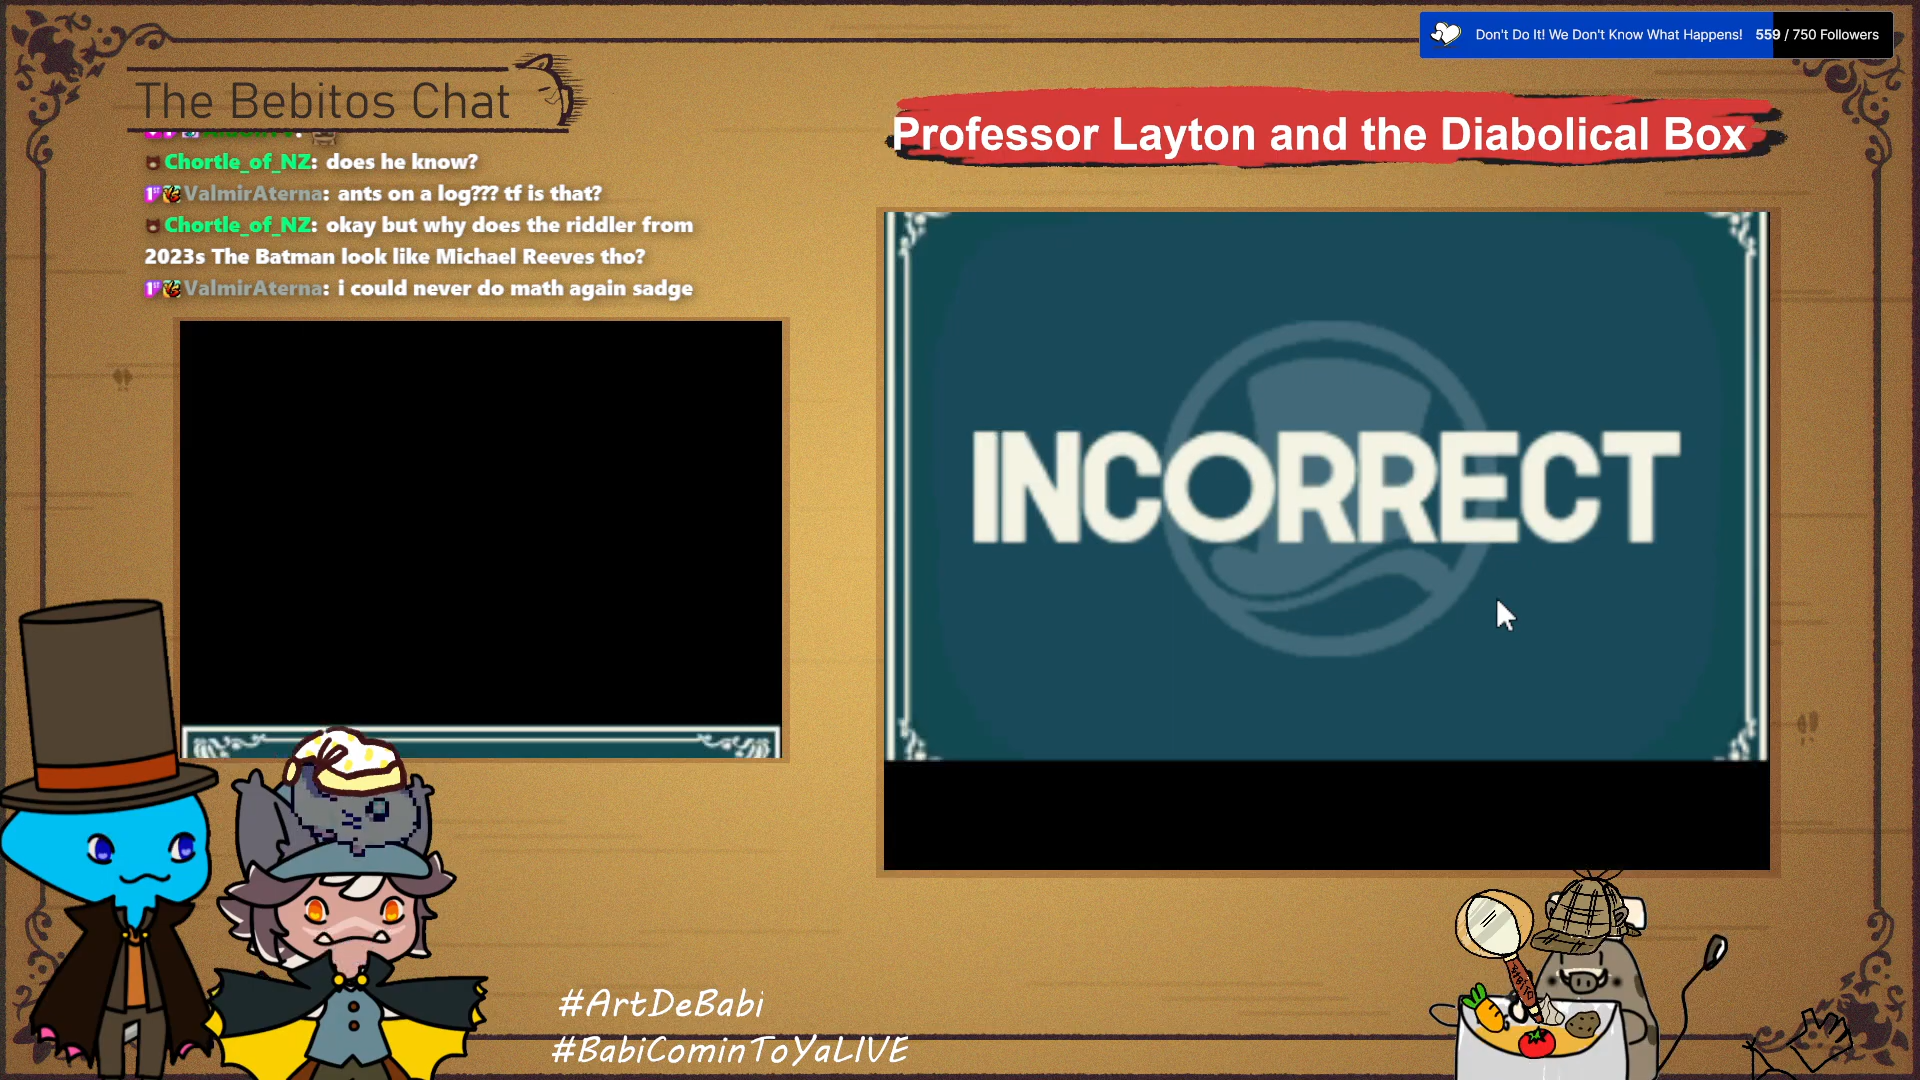 Don't Do It! We Don't Know What Happens! 559 / 750 Followers
The Bebitos Chat
Professor Layton and the Diabolical Box
Chortle_of_NZ: does he know?
1ST ValmirAterna: ants on a log??? tf is that?
Chortle_of_NZ: okay but why does the riddler from
2023s The Batman look like Michael Reeves tho?
1ST ValmirAterna: i could never do math again sadge
INCORRECT
#ArtDeBabi
#BabiCominToYaLIVE